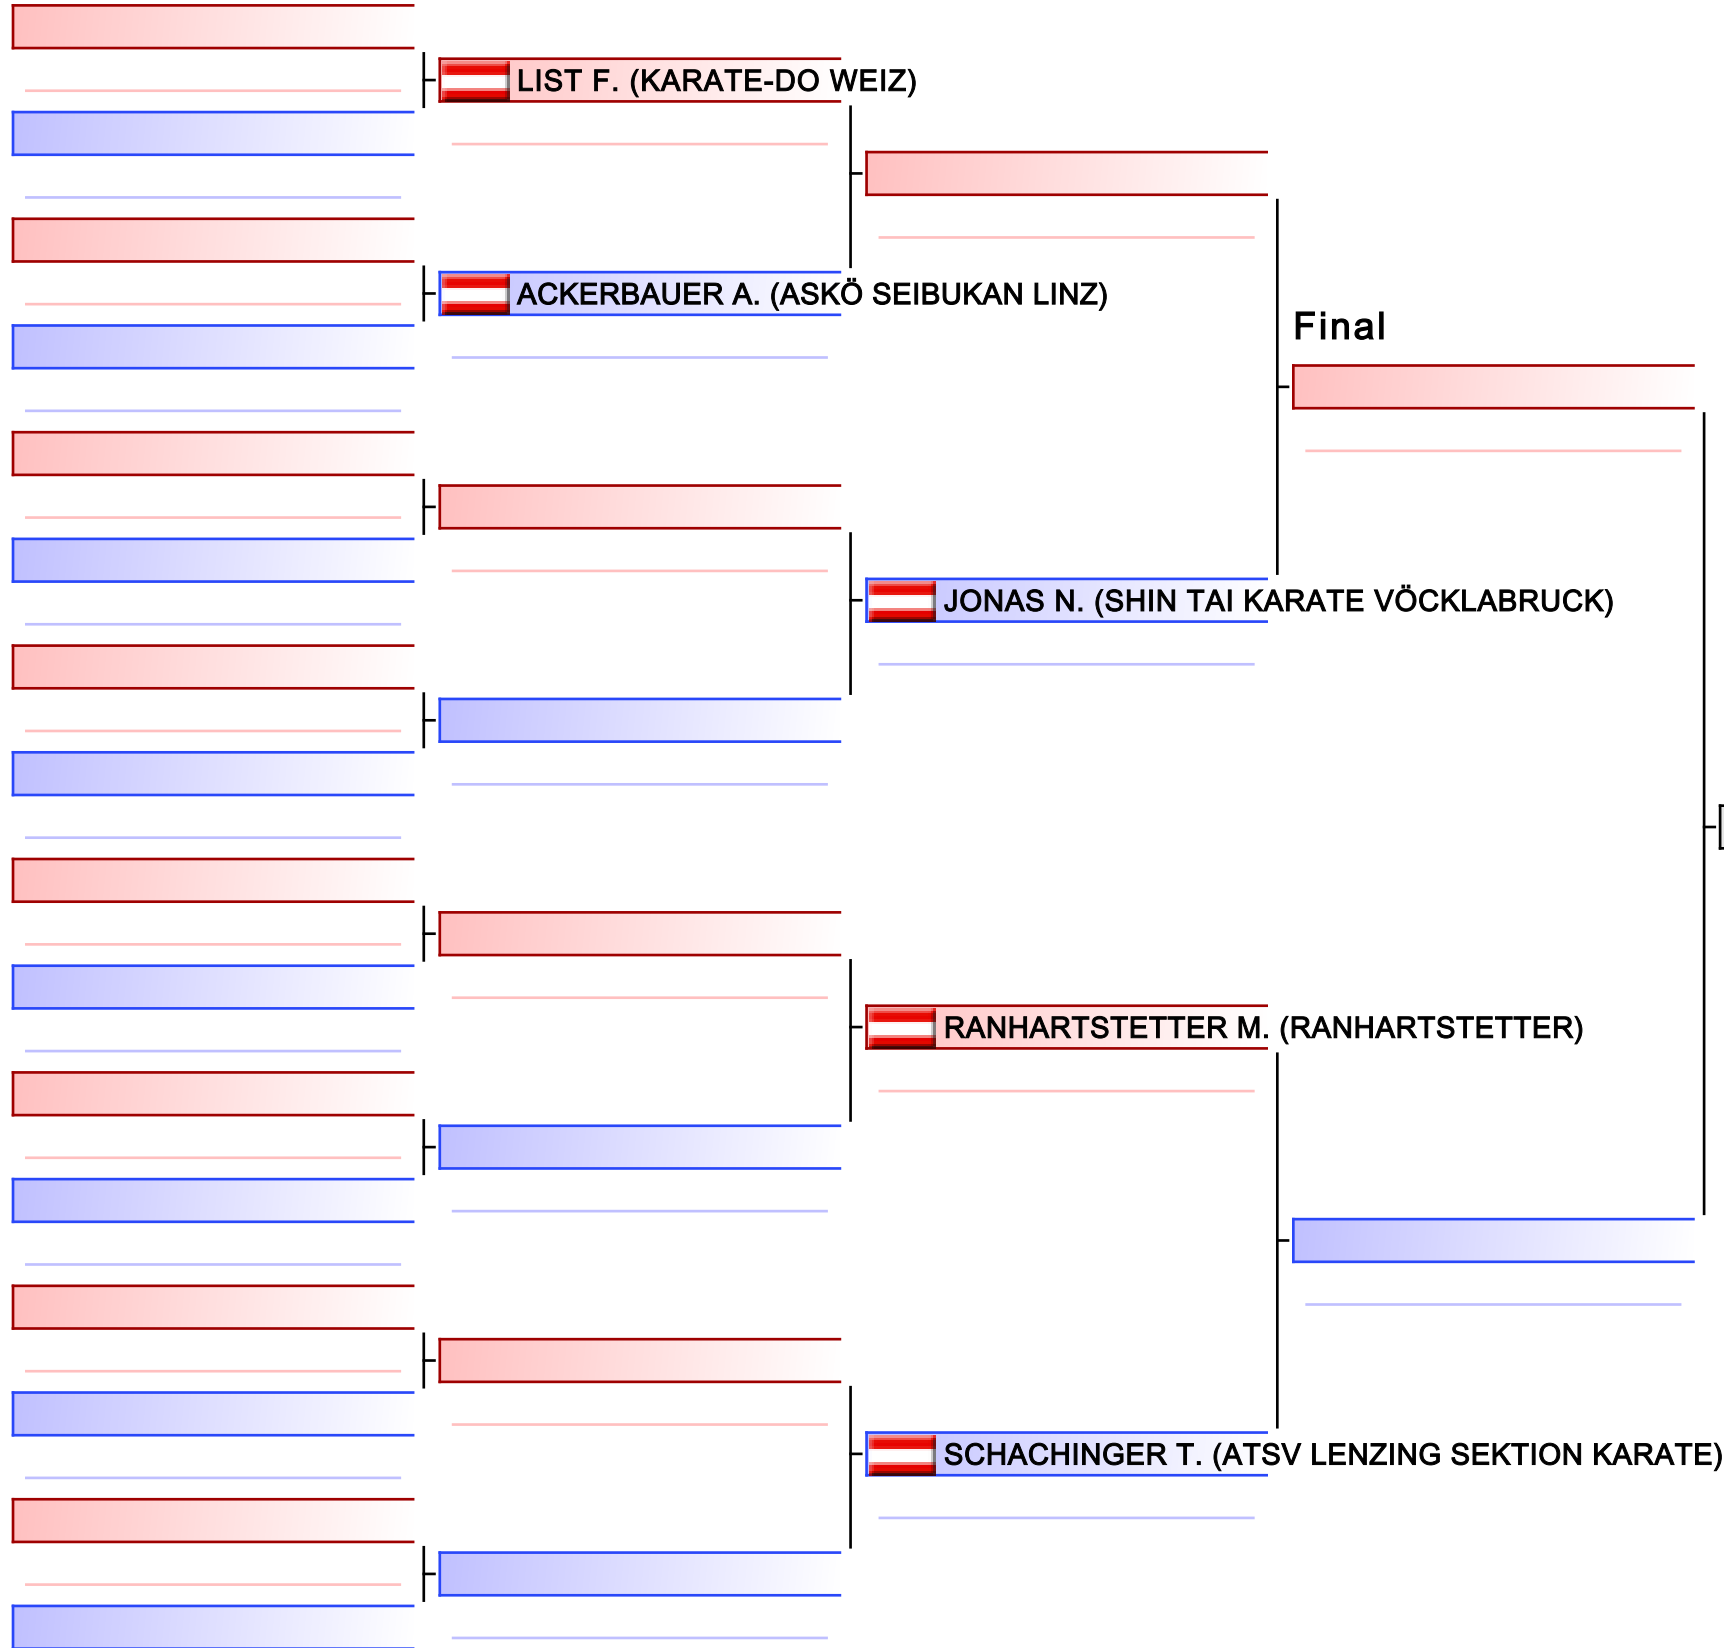 LIST F. (KARATE-DO WEIZ)
ACKERBAUER A. (ASKÖ SEIBUKAN LINZ)
Final
JONAS N. (SHIN TAI KARATE VÖCKLABRUCK)
RANHARTSTETTER M. (RANHARTSTETTER)
SCHACHINGER T. (ATSV LENZING SEKTION KARATE)